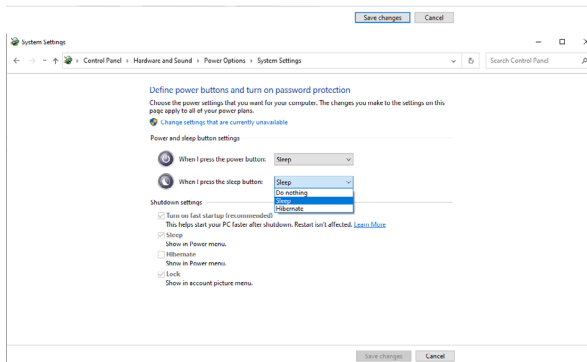 Save changes Cancel
System Settings
Control Panel > Hardware and Sound > Power Options > System Settings
Search Control Panel
Define power buttons and turn on password protection
Choose the power settings that you want for your computer. The changes you make to the settings on this
page apply to all of your power plans.
Change settings that are currently unavailable
Power and sleep button settings
When I press the power button: Sleep
When I press the sleep button: Sleep
Do nothing
Sleep
Hibernate
Shutdown settings
Turn on fast startup (recommended)
This helps start your PC faster after shutdown. Restart isn't affected. Learn More
Sleep
Show in Power menu.
Hibernate
Show in Power menu.
Lock
Show in account picture menu.
Save changes Cancel